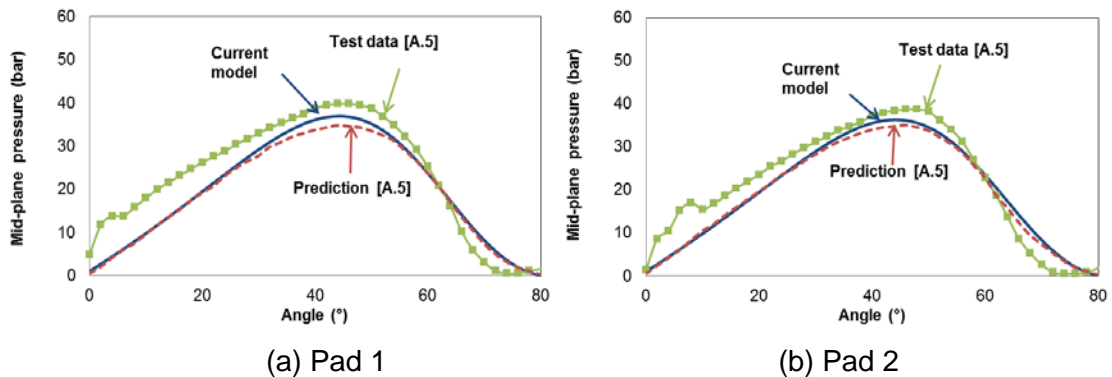 60
50
40
30
20
10
0
Mid-plane pressure (bar)
Current
model
Test data [A.5]
Prediction [A.5]
0 20 40 60 80
Angle (°)
(a) Pad 1
60
50
40
30
20
10
0
Mid-plane pressure (bar)
Current
model
Test data [A.5]
Prediction [A.5]
0 20 40 60 80
Angle (°)
(b) Pad 2